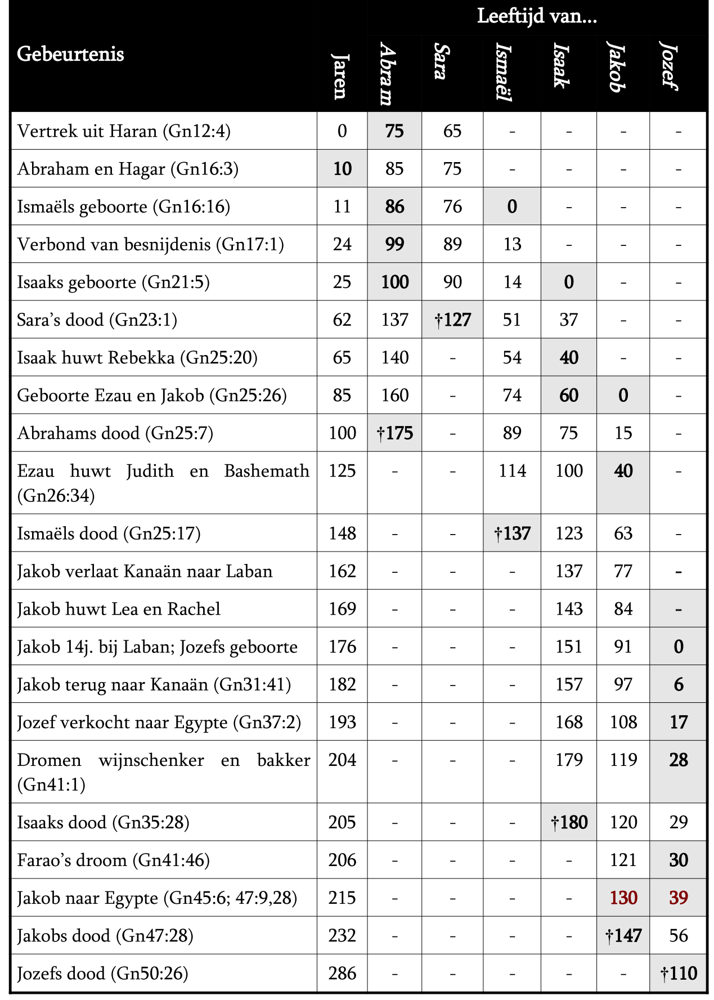 Leeftijd van...
Gebeurtenis Jaren Abram Sara Ismaël Isaak Jakob Jozef
Vertrek uit Haran (Gn12:4) 0 75 65 - - - -
Abraham en Hagar (Gn16:3) 10 85 75 - - - -
Ismaëls geboorte (Gn16:16) 11 86 76 0 - - -
Verbond van besnijdenis (Gn17:1) 24 99 89 13 - - -
Isaaks geboorte (Gn21:5) 25 100 90 14 0 - -
Sara’s dood (Gn23:1) 62 137 †127 51 37 - -
Isaak huwt Rebekka (Gn25:20) 65 140 - 54 40 - -
Geboorte Ezau en Jakob (Gn25:26) 85 160 - 74 60 0 -
Abrahams dood (Gn25:7) 100 †175 - 89 75 15 -
Ezau huwt Judith en Bashemath 125 - - 114 100 40 -
(Gn26:34)
Ismaëls dood (Gn25:17) 148 - - †137 123 63 -
Jakob verlaat Kanaän naar Laban 162 - - - 137 77 -
Jakob huwt Lea en Rachel 169 - - - 143 84 -
Jakob 14j. bij Laban; Jozefs geboorte 176 - - - 151 91 0
Jakob terug naar Kanaän (Gn31:41) 182 - - - 157 97 6
Jozef verkocht naar Egypte (Gn37:2) 193 - - - 168 108 17
Dromen wijnschenker en bakker 204 - - - 179 119 28
(Gn41:1)
Isaaks dood (Gn35:28) 205 - - - †180 120 29
Farao’s droom (Gn41:46) 206 - - - - 121 30
Jakob naar Egypte (Gn45:6; 47:9,28) 215 - - - - 130 39
Jakobs dood (Gn47:28) 232 - - - - †147 56
Jozefs dood (Gn50:26) 286 - - - - - †110